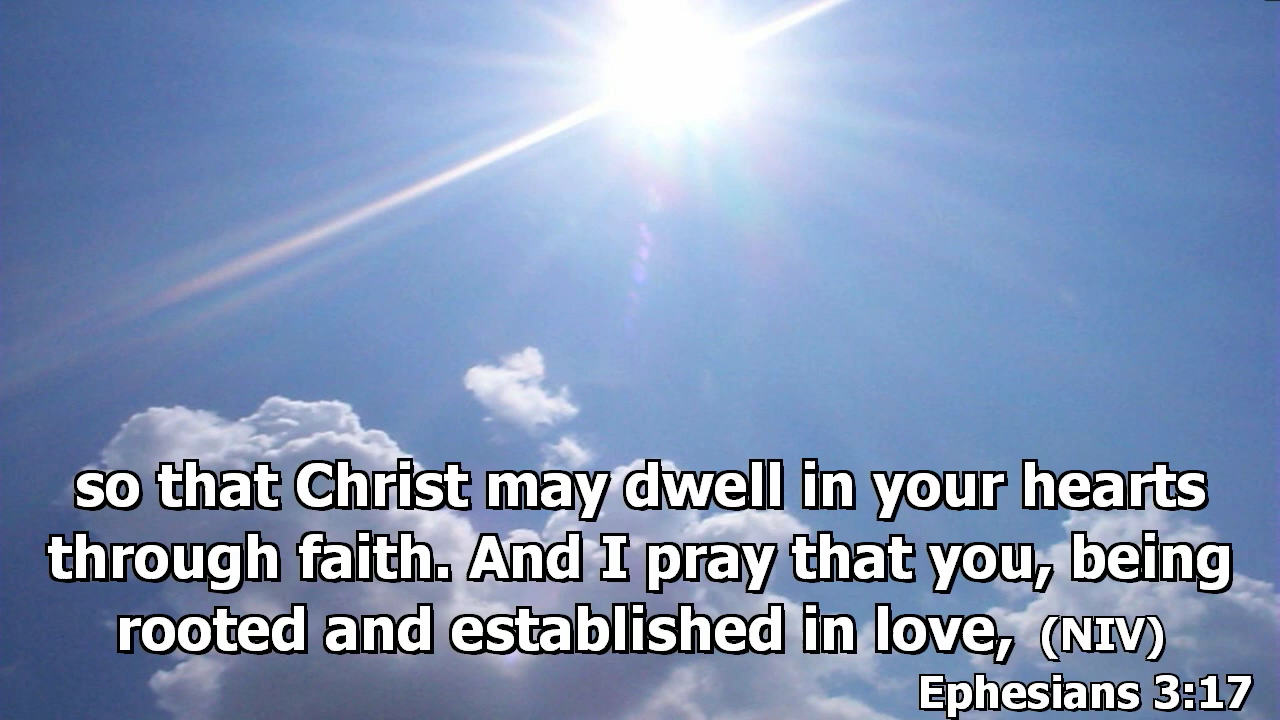 so that Christ may dwell in your hearts
through faith. And I pray that you, being
rooted and established in love, (NIV)
Ephesians 3:17